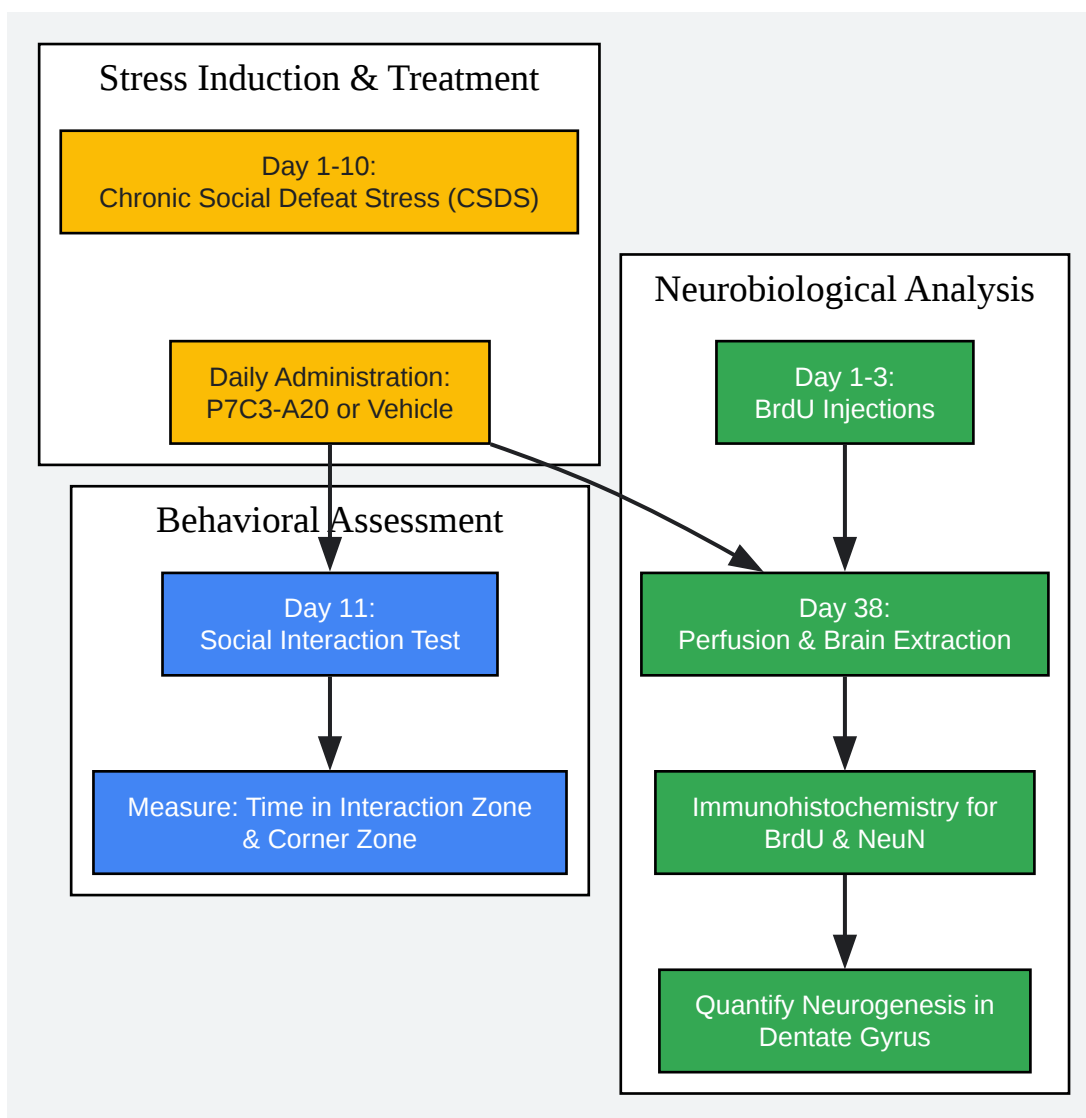 Stress Induction & Treatment
Day 1-10:
Chronic Social Defeat Stress (CSDS)
Daily Administration:
P7C3-A20 or Vehicle
Behavioral Assessment
Day 11:
Social Interaction Test
Measure: Time in Interaction Zone
& Corner Zone
Neurobiological Analysis
Day 1-3:
BrdU Injections
Day 38:
Perfusion & Brain Extraction
Immunohistochemistry for
BrdU & NeuN
Quantify Neurogenesis in
Dentate Gyrus